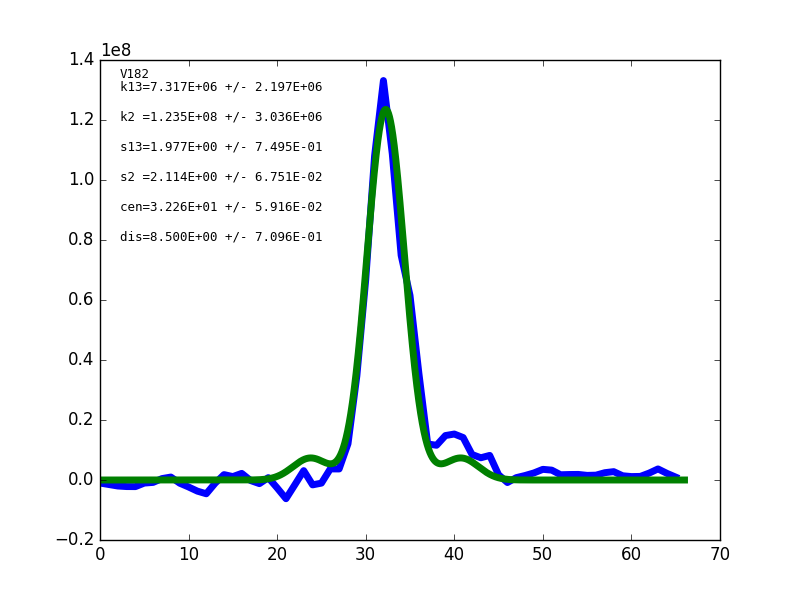 1e8
1.4
1.2
1.0
0.8
0.6
0.4
0.2
0.0
−0.2
V182
k13=7.317E+06 +/- 2.197E+06
k2 =1.235E+08 +/- 3.036E+06
s13=1.977E+00 +/- 7.495E-01
s2 =2.114E+00 +/- 6.751E-02
cen=3.226E+01 +/- 5.916E-02
dis=8.500E+00 +/- 7.096E-01
0 10 20 30 40 50 60 70